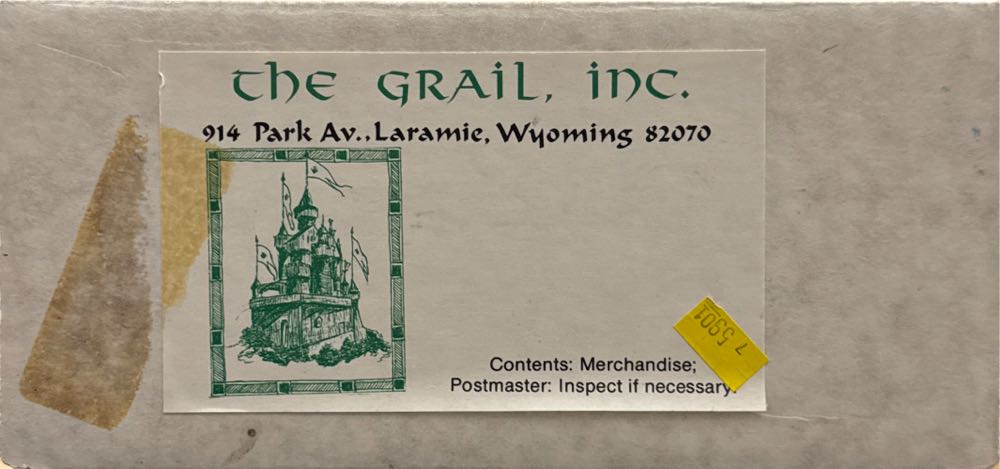 the GRAIL, inc.
914 Park Av.,Laramie, Wyoming 82070
Contents: Merchandise;
Postmaster: Inspect if necessary.
7 5901